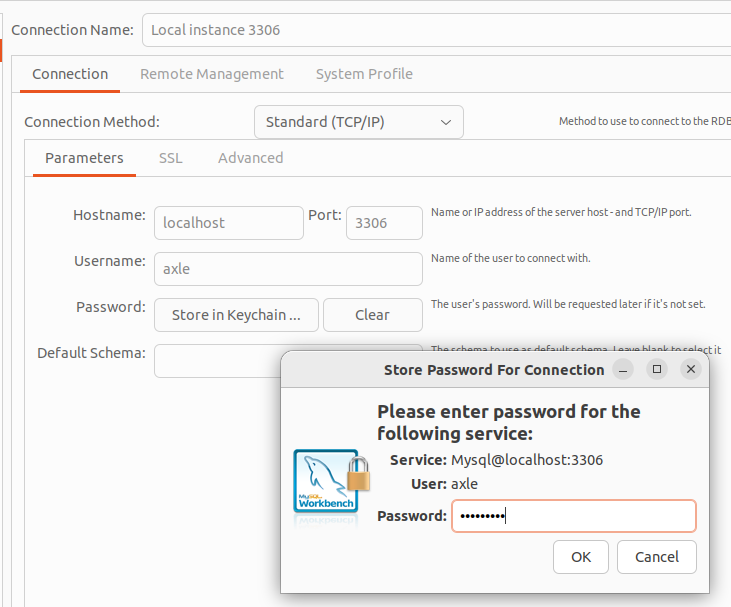 Connection Name: Local instance 3306
Connection Remote Management System Profile
Connection Method: Standard (TCP/IP) Method to use to connect to the RDB
Parameters SSL Advanced
Hostname: localhost Port: 3306 Name or IP address of the server host - and TCP/IP port.
Username: axle Name of the user to connect with.
Password: Store in Keychain ... Clear The user's password. Will be requested later if it's not set.
Default Schema: The schema to use as default schema. Leave blank to select it
Store Password For Connection
Please enter password for the
following service:
Service: Mysql@localhost:3306
User: axle
Password: •••••••••
MySQL
Workbench
OK Cancel